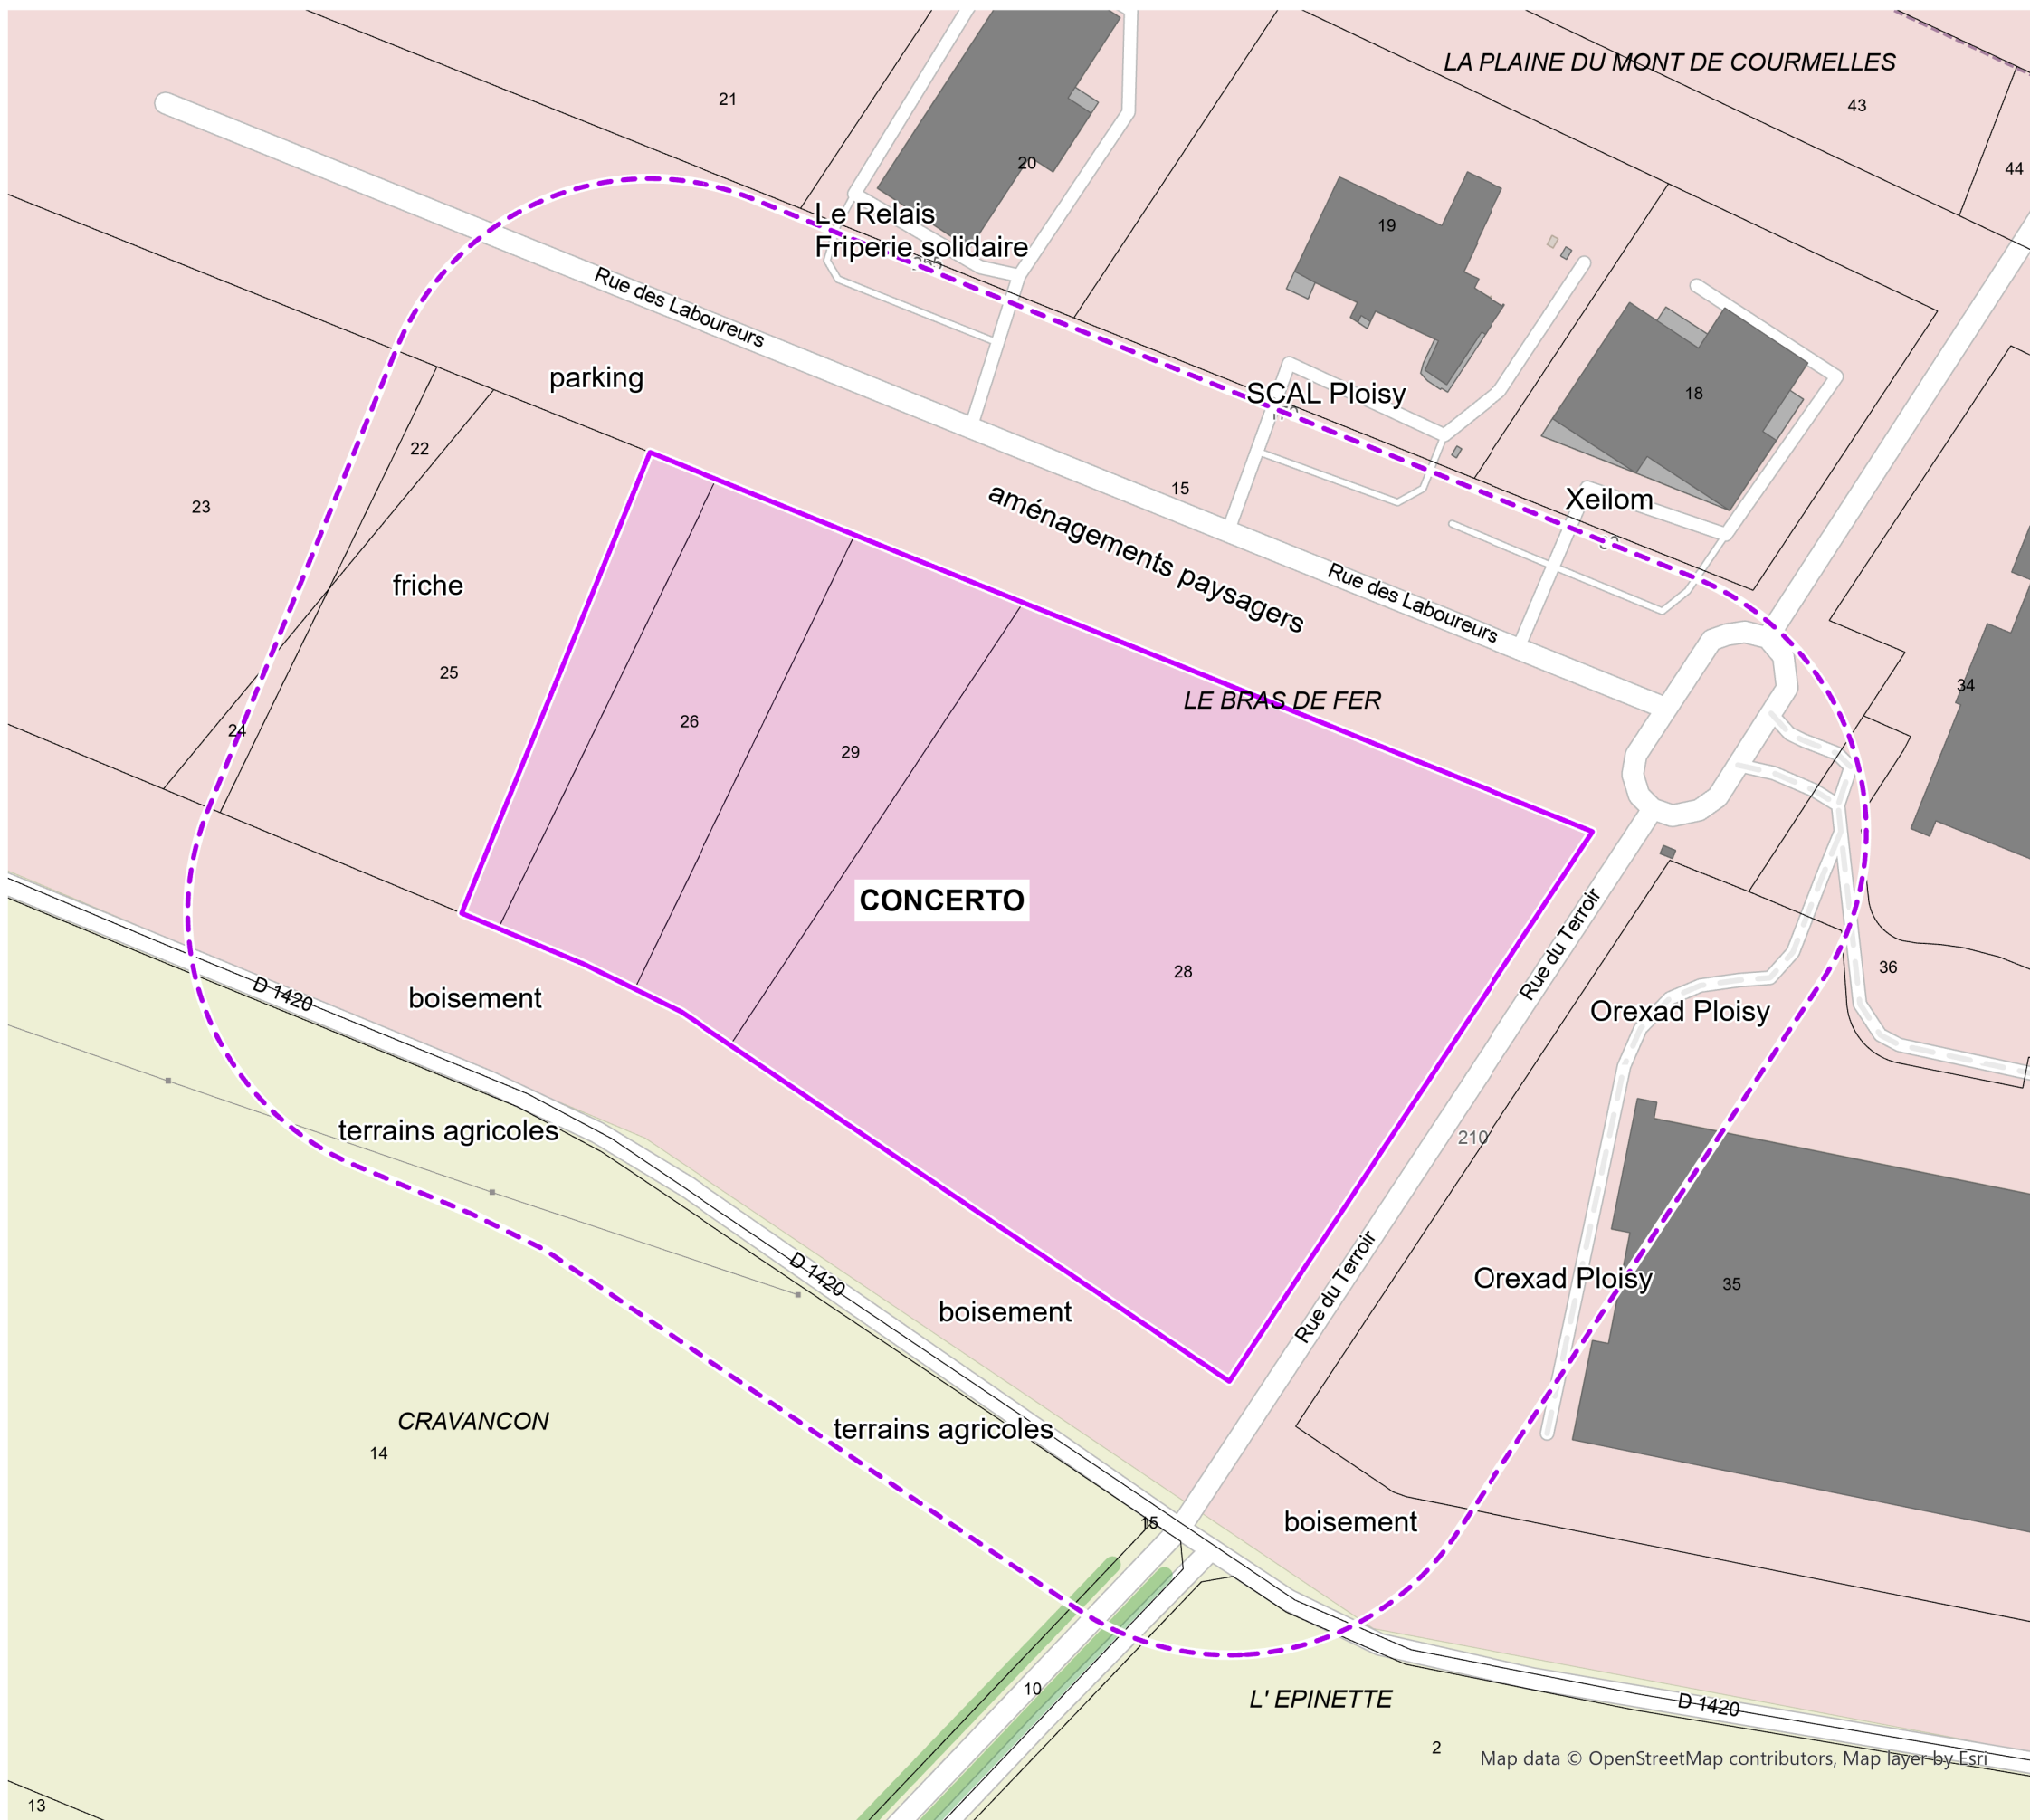 LA PLAINE DU MONT DE COURMELLES
21
43
20
44
Le Relais
Friperie solidaire
19
Rue des Laboureurs
parking
SCAL Ploisy
18
22
15
Xeilom
23
aménagements paysagers
friche
Rue des Laboureurs
25
34
LE BRAS DE FER
26
24
29
CONCERTO
Rue du Terroir
28
36
D 1420
boisement
Orexad Ploisy
terrains agricoles
210
D 1420
Rue du Terroir
Orexad Ploisy
35
boisement
CRAVANCON
terrains agricoles
14
15
boisement
10
L' EPINETTE
D 1420
2
Map data © OpenStreetMap contributors, Map layer by Esri
13